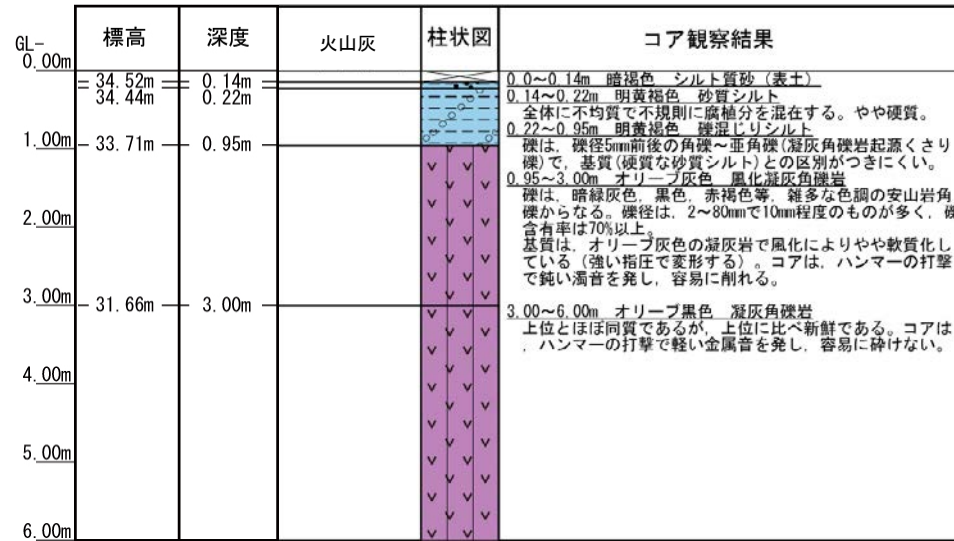 GL-
0.00m
1.00m
2.00m
3.00m
4.00m
5.00m
6.00m
標高
深度
火山灰
柱状図
コア観察結果
34.52m
0.14m
34.44m
0.22m
33.71m
0.95m
31.66m
3.00m
0.0～0.14m 暗褐色 シルト質砂（表土）
0.14～0.22m 明黄褐色 砂質シルト
全体に不均質で不規則に腐植分を混在する。やや硬質。
0.22～0.95m 明黄褐色 礫混じりシルト
礫は，礫径5mm前後の角礫～亜角礫(凝灰角礫岩起源くさり
礫)で，基質(硬質な砂質シルト)との区別がつきにくい。
0.95～3.00m オリーブ灰色 風化凝灰角礫岩
礫は，暗緑灰色，黒色，赤褐色等，雑多な色調の安山岩角
礫からなる。礫径は，2～80mmで10mm程度のものが多く，礫
含有率は70%以上。
基質は，オリーブ灰色の凝灰岩で風化によりやや軟質化し
ている（強い指圧で変形する）。コアは，ハンマーの打撃
で鈍い濁音を発し，容易に削れる。
3.00～6.00m オリーブ黒色 凝灰角礫岩
上位とほぼ同質であるが，上位に比べ新鮮である。コアは
，ハンマーの打撃で軽い金属音を発し，容易に砕けない。